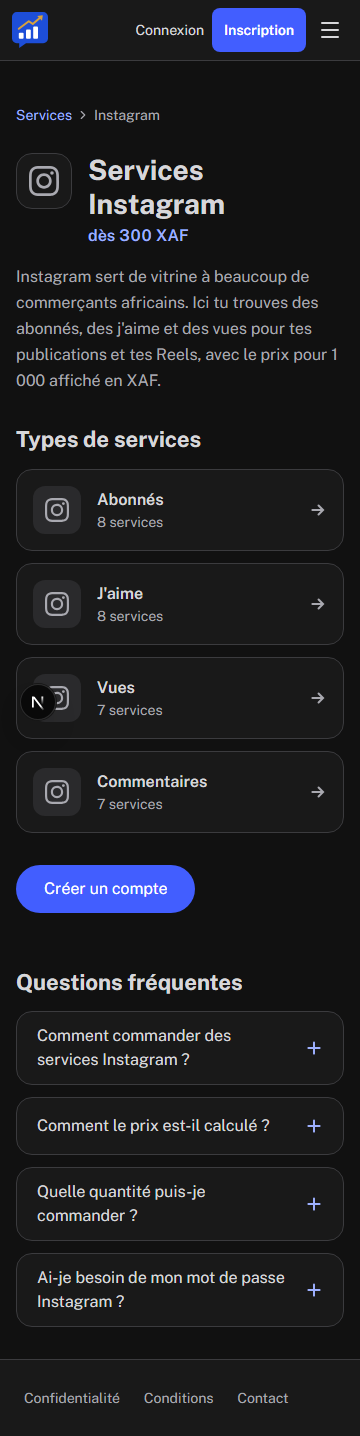 Connexion
Inscription
Services > Instagram
Services
Instagram
dès 300 XAF
Instagram sert de vitrine à beaucoup de
commerçants africains. Ici tu trouves des
abonnés, des j'aime et des vues pour tes
publications et tes Reels, avec le prix pour 1
000 affiché en XAF.
Types de services
Abonnés
8 services
J'aime
8 services
Vues
7 services
Commentaires
7 services
Créer un compte
Questions fréquentes
Comment commander des
services Instagram ?
Comment le prix est-il calculé ?
Quelle quantité puis-je
commander ?
Ai-je besoin de mon mot de passe
Instagram ?
Confidentialité
Conditions
Contact